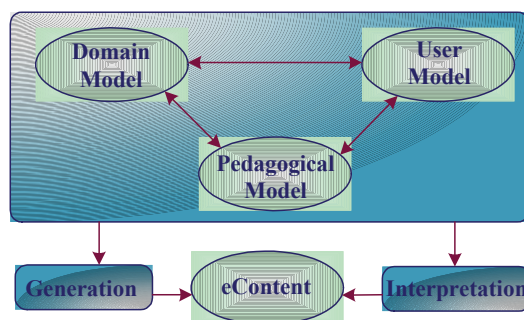 Domain
Model
User
Model
Pedagogical
Model
Generation
eContent
Interpretation